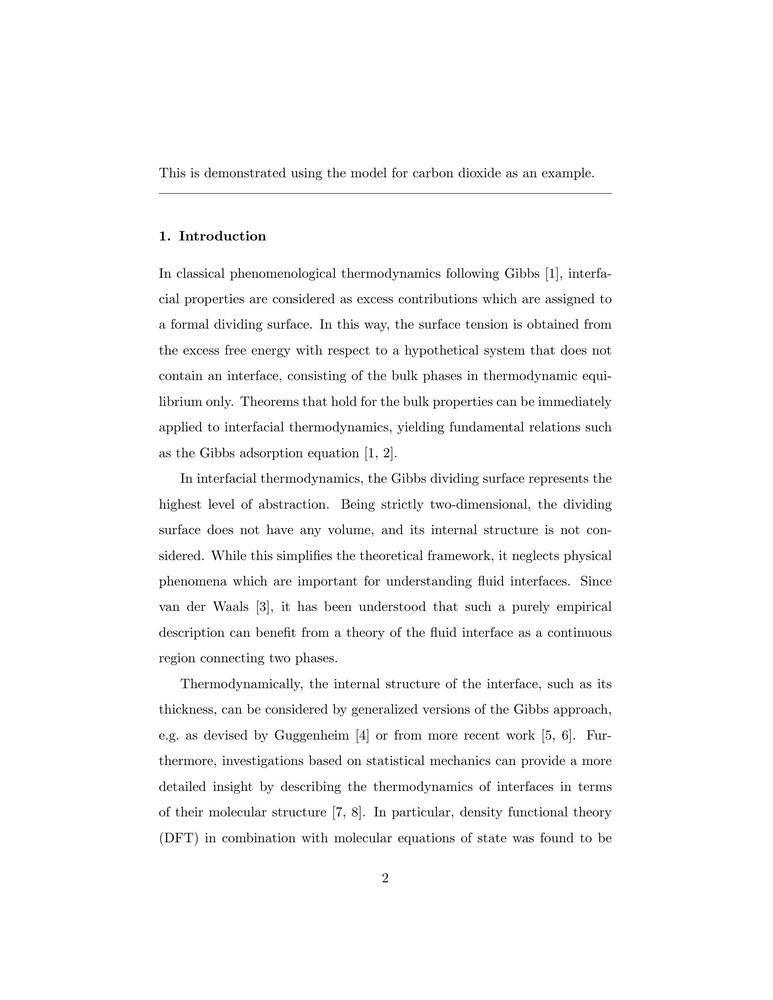 This is demonstrated using the model for carbon dioxide as an example.
1. Introduction
In classical phenomenological thermodynamics following Gibbs [1], interfa-
cial properties are considered as excess contributions which are assigned to
a formal dividing surface. In this way, the surface tension is obtained from
the excess free energy with respect to a hypothetical system that does not
contain an interface, consisting of the bulk phases in thermodynamic equi-
librium only. Theorems that hold for the bulk properties can be immediately
applied to interfacial thermodynamics, yielding fundamental relations such
as the Gibbs adsorption equation [1, 2].
In interfacial thermodynamics, the Gibbs dividing surface represents the
highest level of abstraction. Being strictly two-dimensional, the dividing
surface does not have any volume, and its internal structure is not con-
sidered. While this simplifies the theoretical framework, it neglects physical
phenomena which are important for understanding fluid interfaces. Since
van der Waals [3], it has been understood that such a purely empirical
description can benefit from a theory of the fluid interface as a continuous
region connecting two phases.
Thermodynamically, the internal structure of the interface, such as its
thickness, can be considered by generalized versions of the Gibbs approach,
e.g. as devised by Guggenheim [4] or from more recent work [5, 6]. Fur-
thermore, investigations based on statistical mechanics can provide a more
detailed insight by describing the thermodynamics of interfaces in terms
of their molecular structure [7, 8]. In particular, density functional theory
(DFT) in combination with molecular equations of state was found to be
2